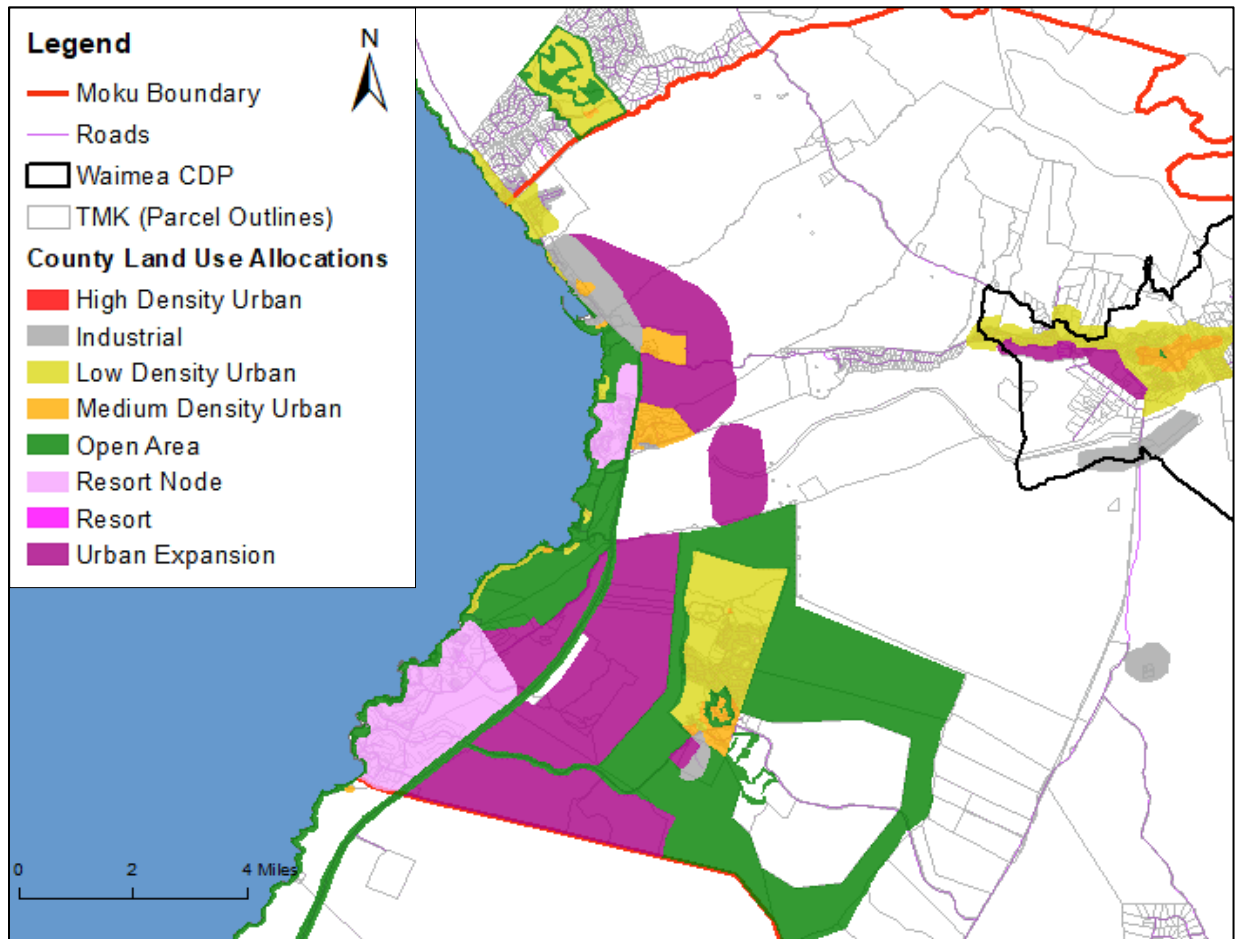 Legend
N
Moku Boundary
Roads
Waimea CDP
TMK (Parcel Outlines)
County Land Use Allocations
High Density Urban
Industrial
Low Density Urban
Medium Density Urban
Open Area
Resort Node
Resort
Urban Expansion
0 2 4 Miles